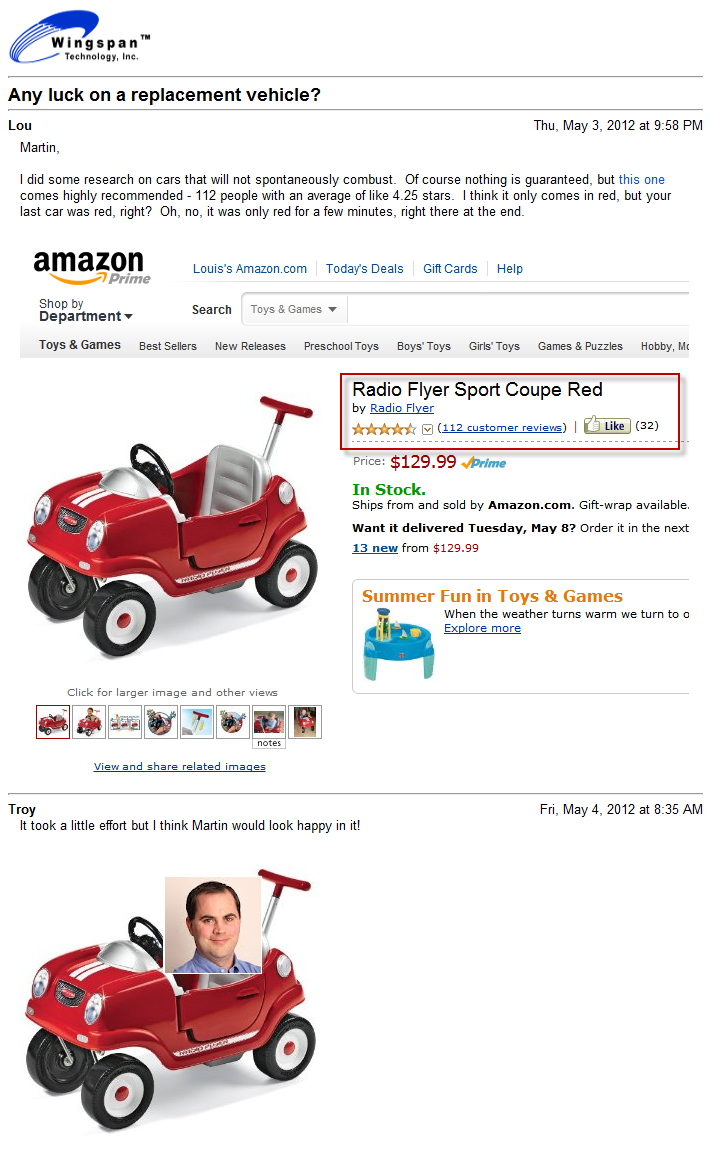 Wingspan™
Technology, Inc.
Any luck on a replacement vehicle?
Lou Thu, May 3, 2012 at 9:58 PM
Martin,
I did some research on cars that will not spontaneously combust. Of course nothing is guaranteed, but this one
comes highly recommended - 112 people with an average of like 4.25 stars. I think it only comes in red, but your
last car was red, right? Oh, no, it was only red for a few minutes, right there at the end.
amazon
Prime
Louis's Amazon.com Today's Deals Gift Cards Help
Shop by
Department
Search Toys & Games
Toys & Games Best Sellers New Releases Preschool Toys Boys' Toys Girls' Toys Games & Puzzles Hobby, Mo
Radio Flyer Sport Coupe Red
by Radio Flyer
(112 customer reviews) | Like (32)
Price: $129.99 Prime
In Stock.
Ships from and sold by Amazon.com. Gift-wrap available.
Want it delivered Tuesday, May 8? Order it in the next
13 new from $129.99
Summer Fun in Toys & Games
When the weather turns warm we turn to o
Explore more
Click for larger image and other views
notes
View and share related images
Troy Fri, May 4, 2012 at 8:35 AM
It took a little effort but I think Martin would look happy in it!